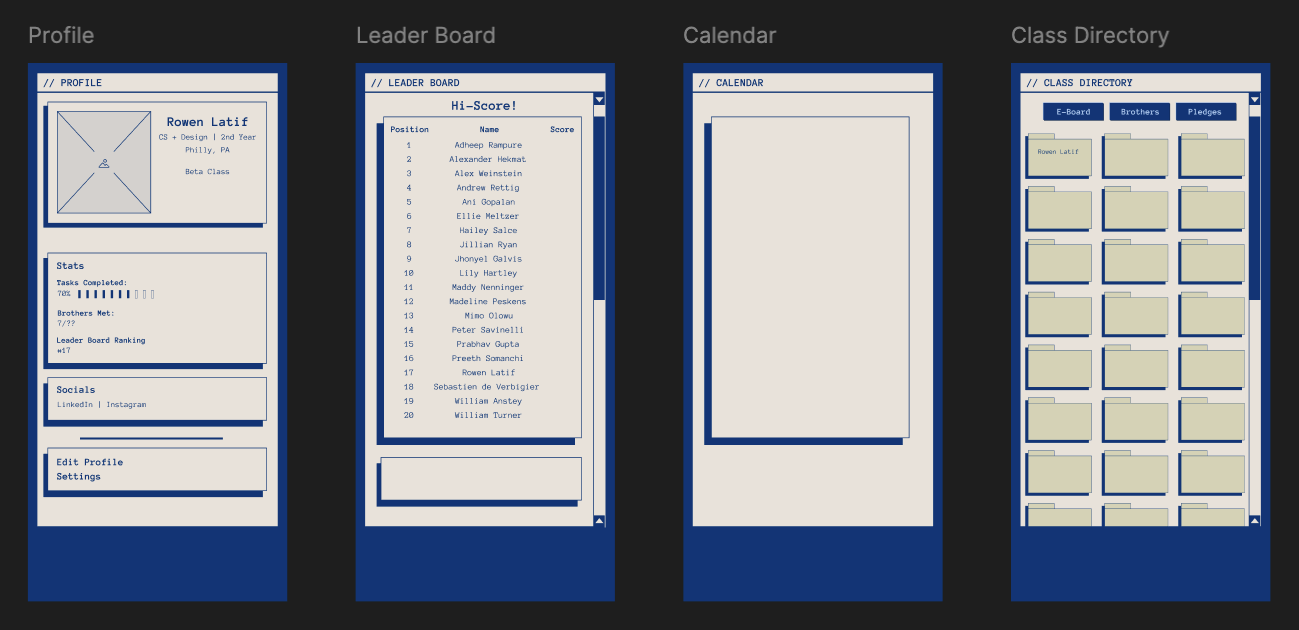 Profile
// PROFILE
Rowen Latif
CS + Design | 2nd Year
Philly, PA
Beta Class
Stats
Tasks Completed:
70%
Brothers Met:
?/??
Leader Board Ranking
#17
Socials
LinkedIn | Instagram
Edit Profile
Settings
Leader Board
// LEADER BOARD
Hi-Score!
Position Name Score
1 Adheep Rampure
2 Alexander Hekmat
3 Alex Weinstein
4 Andrew Rettig
5 Ani Gopalan
6 Ellie Meltzer
7 Hailey Salce
8 Jillian Ryan
9 Jhonyel Galvis
10 Lily Hartley
11 Maddy Nenninger
12 Madeline Peskens
13 Mimo Olowu
14 Peter Savinelli
15 Prabhav Gupta
16 Preeth Somanchi
17 Rowen Latif
18 Sebastien de Verbigier
19 William Anstey
20 William Turner
Calendar
// CALENDAR
Class Directory
// CLASS DIRECTORY
E-Board Brothers Pledges
Rowen Latif